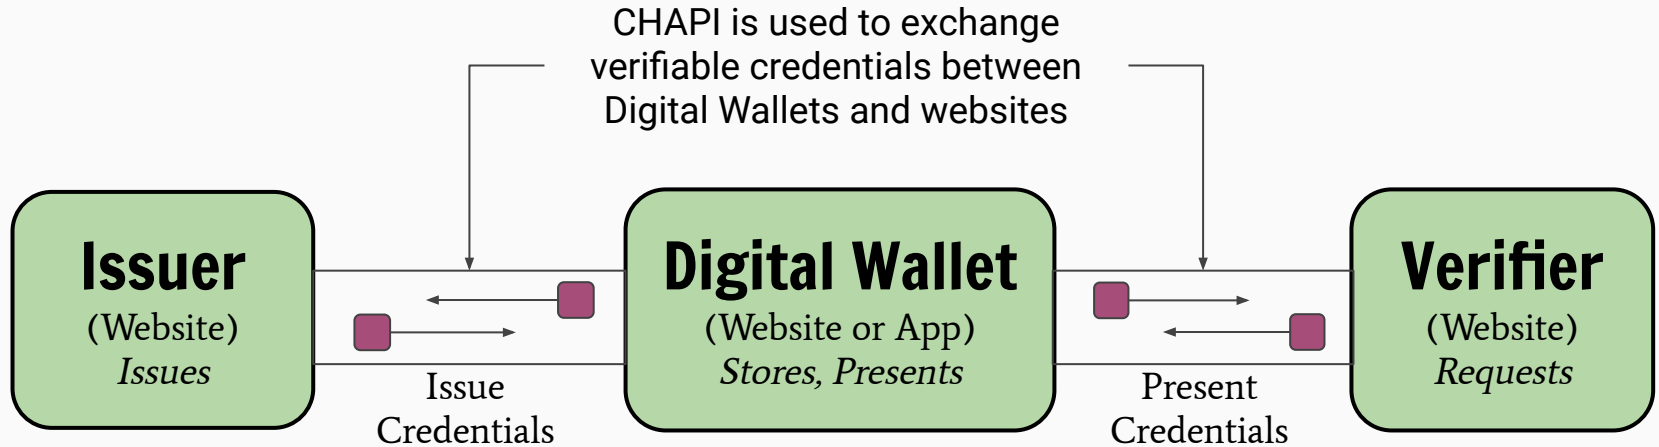 CHAPI is used to exchange
verifiable credentials between
Digital Wallets and websites
Issuer
(Website)
Issues
Issue
Credentials
Digital Wallet
(Website or App)
Stores, Presents
Present
Credentials
Verifier
(Website)
Requests